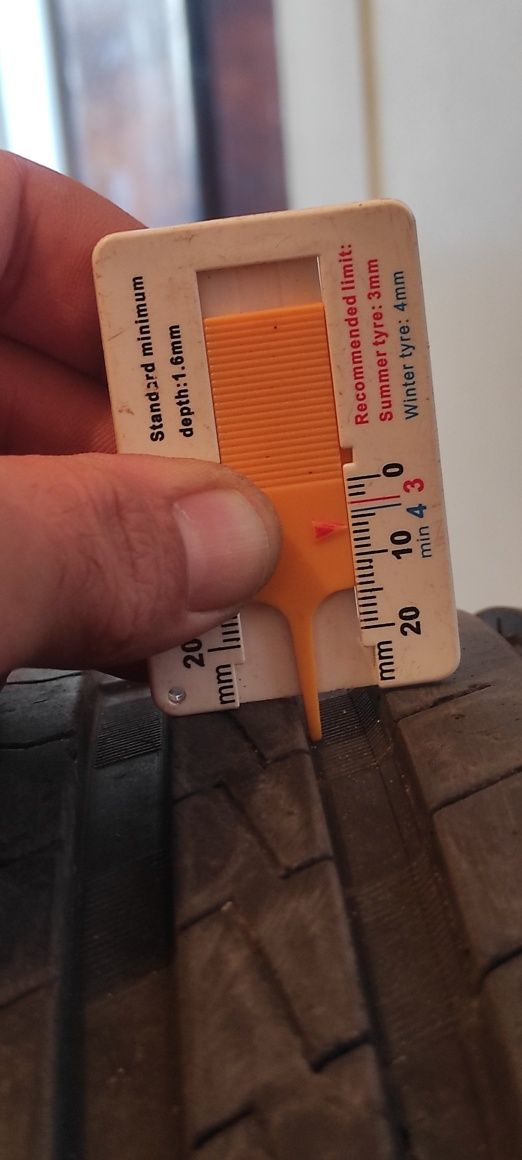 Standard minimum
depth:1.6mm
Recommended limit:
Summer tyre: 3mm
Winter tyre: 4mm
0
3
4
min
10
20
mm
20
mm